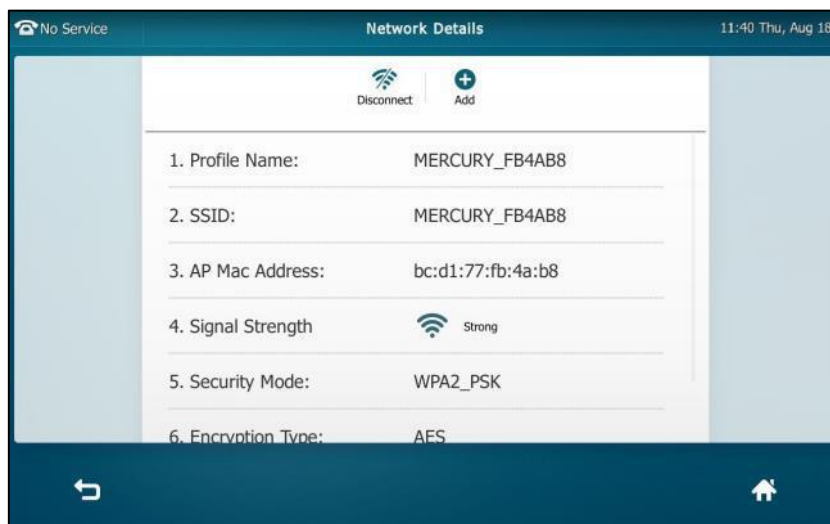 No Service Network Details 11:40 Thu, Aug 18
Disconnect Add
1. Profile Name: MERCURY_FB4AB8
2. SSID: MERCURY_FB4AB8
3. AP Mac Address: bc:d1:77:fb:4a:b8
4. Signal Strength Strong
5. Security Mode: WPA2_PSK
6. Encryption Type: AES